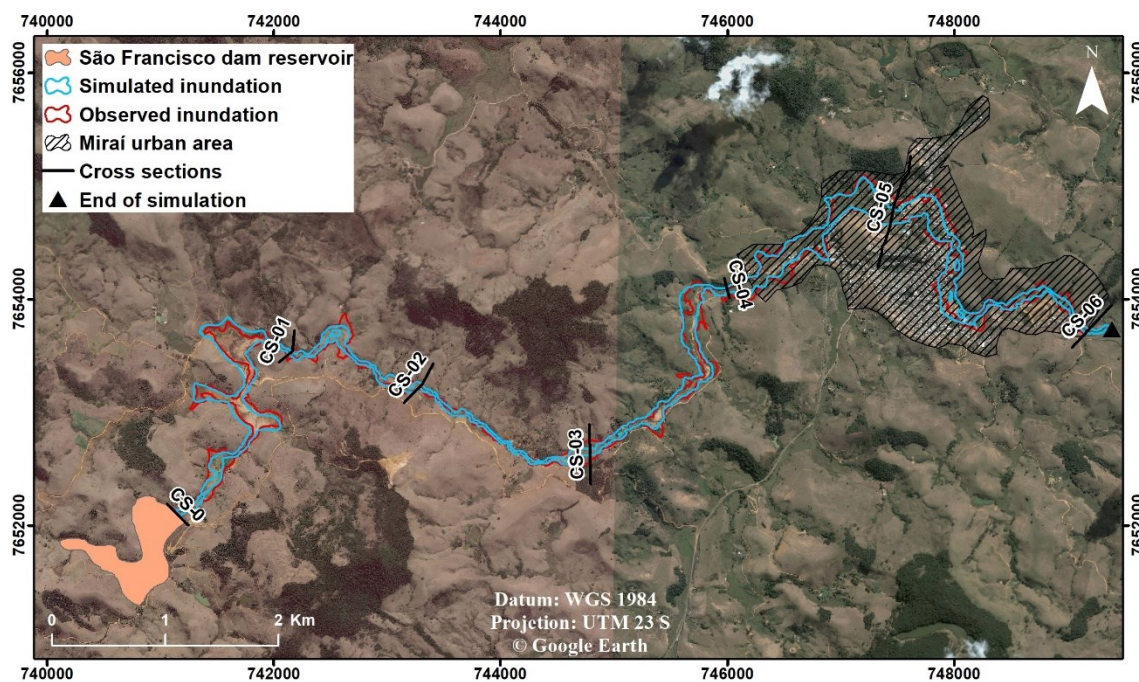 740000 742000 744000 746000 748000
7656000 7656000
São Francisco dam reservoir
Simulated inundation
Observed inundation
Miraí urban area
Cross sections
End of simulation
N
CS-05
7654000 7654000
CS-04
CS-06
CS-01
CS-02
CS-03
CS-0
7652000 7652000
Datum: WGS 1984
Projetion: UTM 23 S
© Google Earth
0 1 2 Km
740000 742000 744000 746000 748000